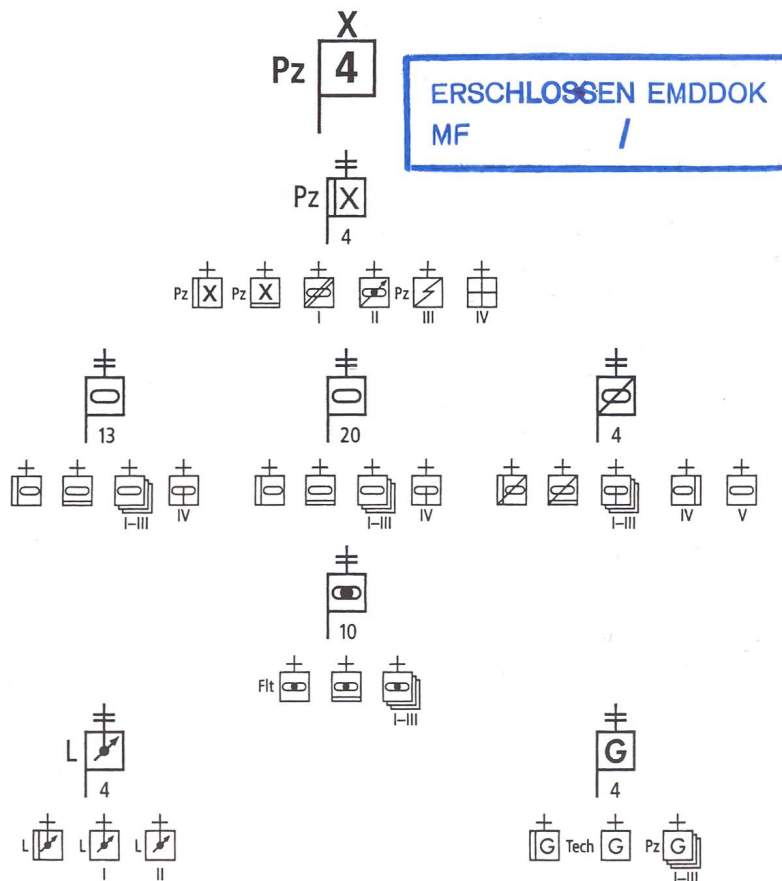 X
Pz 4
ERSCHLOSSEN EMDDOK
MF /
Pz X
4
Pz X Pz X Pz
I II III IV
13 20 4
I–III IV I–III IV I–III IV V
10
Flt
I–III
L G
4 4
L L L G Tech G Pz G
I II I–III